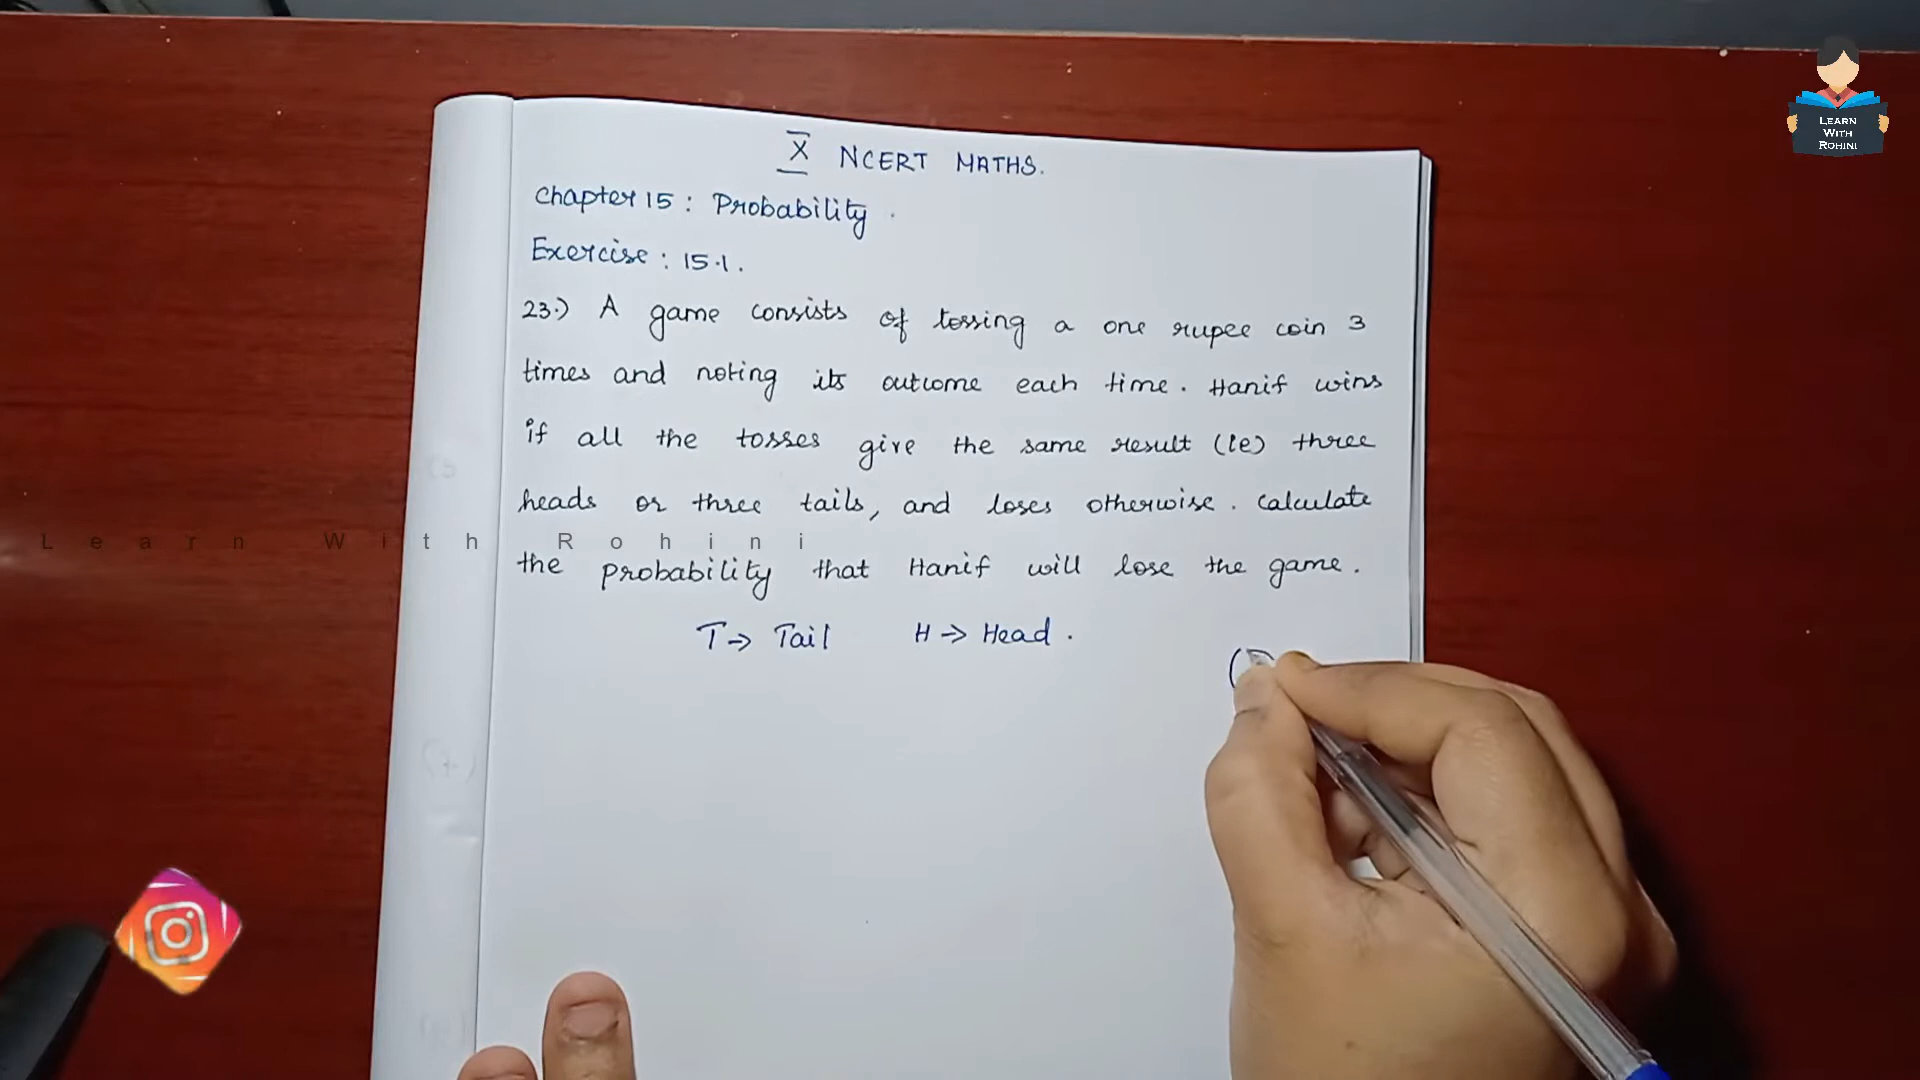 X NCERT MATHS.
Chapter 15 : Probability .
Exercise : 15.1.
23.) A game consists of tossing a one rupee coin 3
times and noting its outcome each time. Hanif wins
if all the tosses give the same result (ie) three
heads or three tails, and loses otherwise. Calculate
the probability that Hanif will lose the game.
T → Tail H → Head .
LEARN
WITH
ROHINI
Learn With Rohini